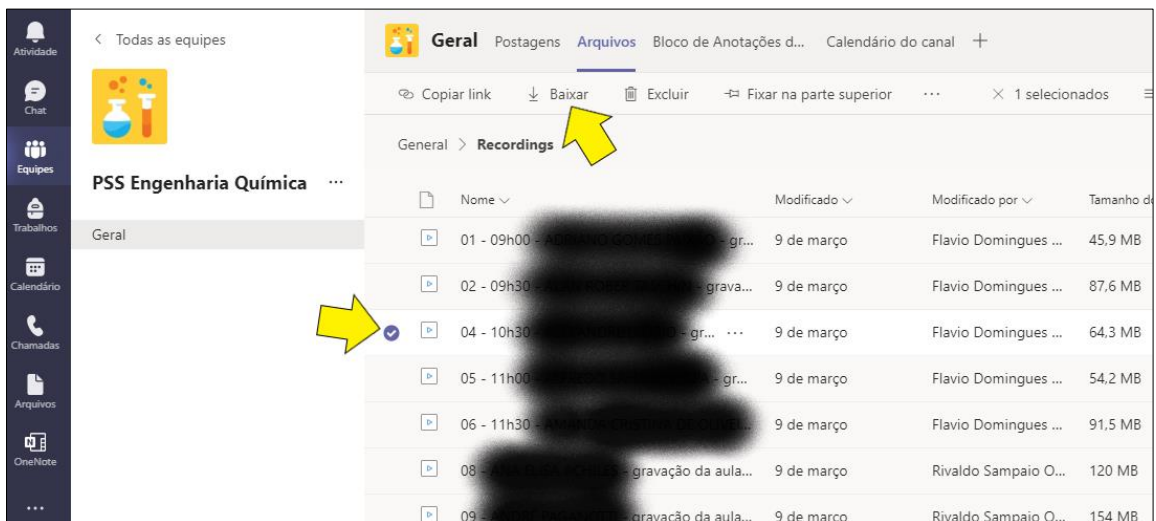 Atividade
Chat
Equipes
Trabalhos
Calendário
Chamadas
Arquivos
OneNote
...
< Todas as equipes
PSS Engenharia Química ...
Geral
Geral Postagens Arquivos Bloco de Anotações d... Calendário do canal +
Copiar link Baixar Excluir Fixar na parte superior ... × 1 selecionados
General > Recordings
Nome Modificado Modificado por
01 - 09h00 - gr... 9 de março Flavio Domingues ... 45,9 MB
02 - 09h30 - grava... 9 de março Flavio Domingues ... 87,6 MB
04 - 10h30 - gr... ... 9 de março Flavio Domingues ... 64,3 MB
05 - 11h00 - gr... 9 de março Flavio Domingues ... 54,2 MB
06 - 11h30 - 9 de março Flavio Domingues ... 91,5 MB
08 - gravação da aula... 9 de março Rivaldo Sampaio O... 120 MB
09 - gravação da aula... 9 de março Rivaldo Sampaio O... 154 MB